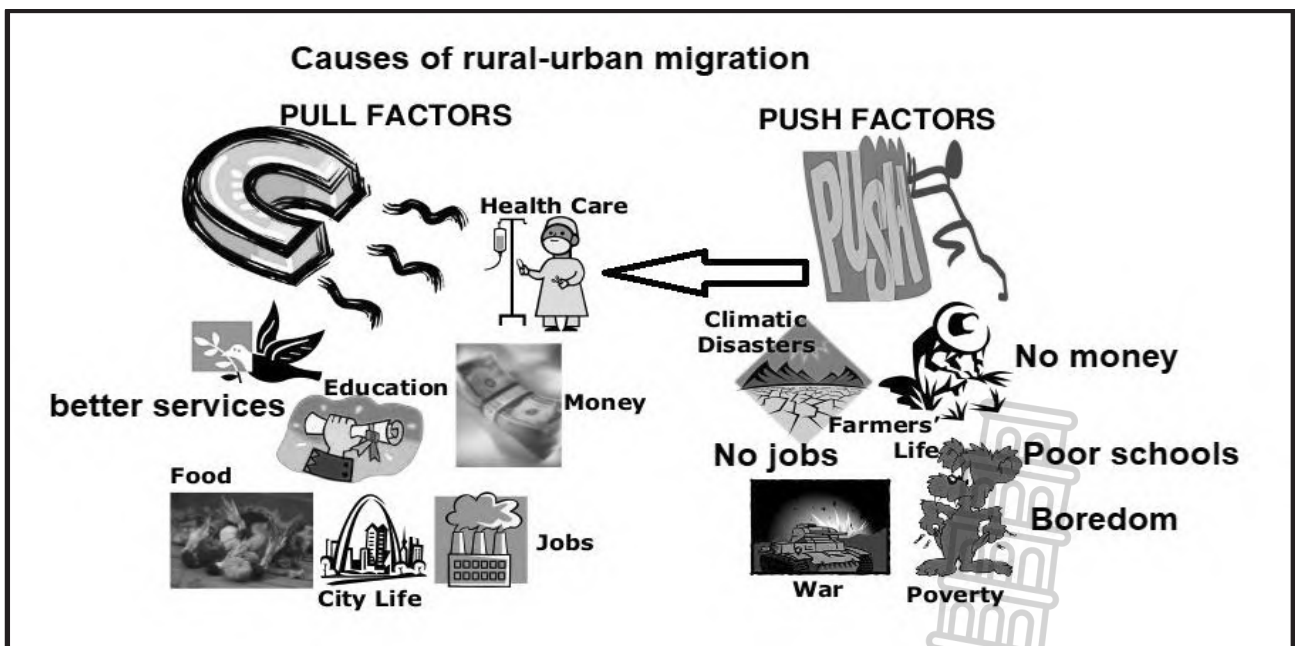 Causes of rural-urban migration
PULL FACTORS
Health Care
better services
Education
Money
Food
City Life
Jobs
PUSH FACTORS
PUSH
Climatic
Disasters
No money
Farmers'
Life
No jobs
Poor schools
Boredom
War
Poverty